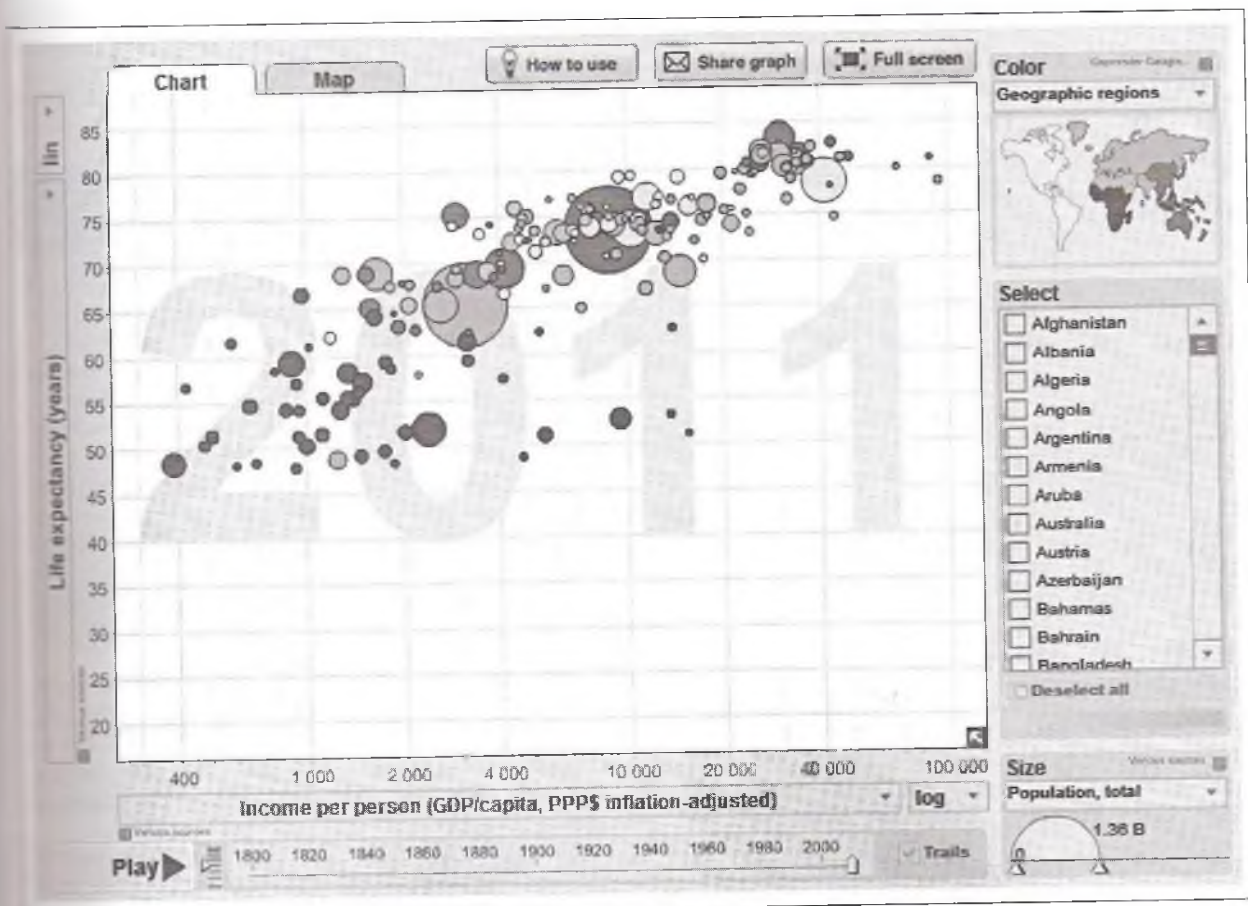 How to use
Share graph
Full screen
Chart
Map
Color
Geographic regions
lin
Life expectancy (years)
85
80
75
70
65
60
55
50
45
40
35
30
25
20
2011
Select
Afghanistan
Albania
Algeria
Angola
Argentina
Armenia
Aruba
Australia
Austria
Azerbaijan
Bahamas
Bahrain
Bangladesh
Deselect all
400 1 000 2 000 4 000 10 000 20 000 40 000 100 000
Income per person (GDP/capita, PPP$ inflation-adjusted)
log
Size
Various sources
Population, total
1.36 B
0
Various sources
Play
1800 1820 1840 1860 1880 1900 1920 1940 1960 1980 2000
Trails